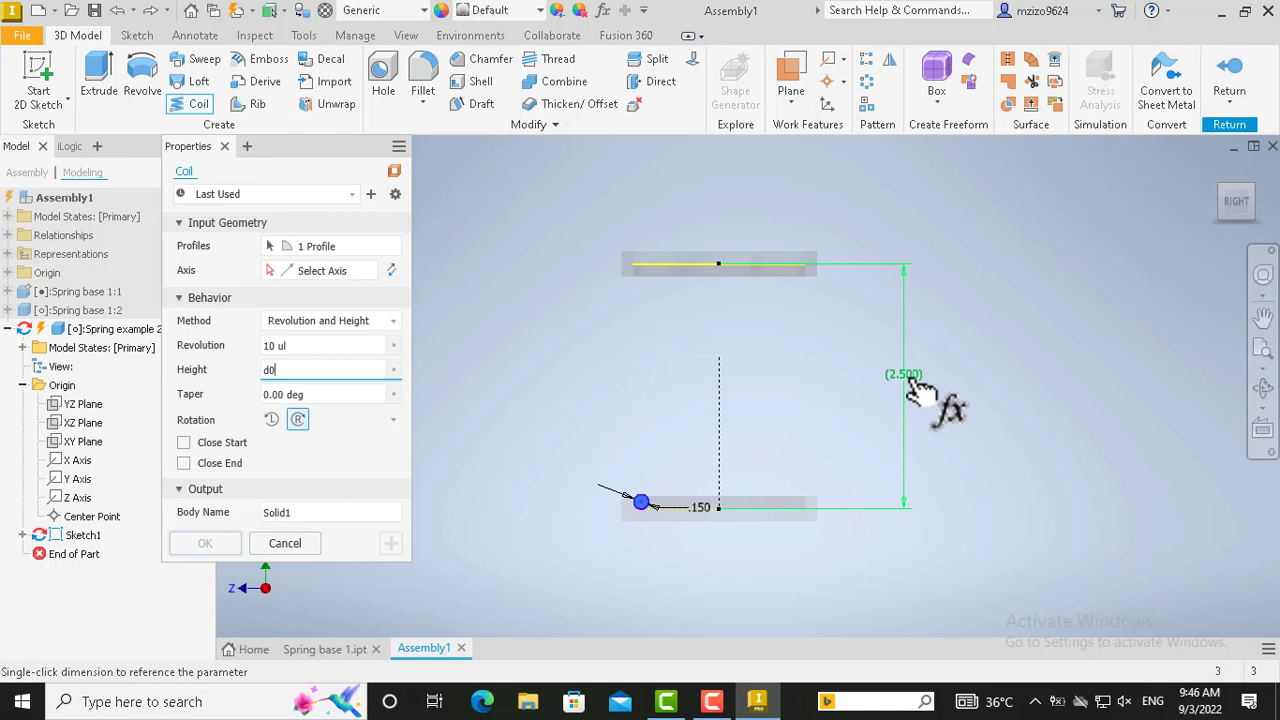 Generic
Default
Assembly1
Search Help & Commands...
mzizo9624
File
3D Model
Sketch
Annotate
Inspect
Tools
Manage
View
Environments
Collaborate
Fusion 360
Start
2D Sketch
Extrude
Revolve
Sweep
Loft
Coil
Emboss
Derive
Rib
Decal
Import
Unwrap
Hole
Fillet
Chamfer
Shell
Draft
Thread
Combine
Thicken/ Offset
Split
Direct
Shape
Generator
Plane
Box
Stress
Analysis
Convert to
Sheet Metal
Return
Sketch
Create
Modify
Explore
Work Features
Pattern
Create Freeform
Surface
Simulation
Convert
Return
Model
iLogic
Assembly
Modeling
Assembly1
Model States: [Primary]
Relationships
Representations
Origin
[●]:Spring base 1:1
[○]:Spring base 1:2
[○]:Spring example 2
Model States: [Primary]
View:
Origin
YZ Plane
XZ Plane
XY Plane
X Axis
Y Axis
Z Axis
Center Point
Sketch1
End of Part
Properties
Coil
Last Used
Input Geometry
Profiles
1 Profile
Axis
Select Axis
Behavior
Method
Revolution and Height
Revolution
10 ul
Height
d0
Taper
0.00 deg
Rotation
Close Start
Close End
Output
Body Name
Solid1
OK
Cancel
RIGHT
(2.500)
fx
.150
Z
Activate Windows
Go to Settings to activate Windows.
Home
Spring base 1.ipt
Assembly1
Single-click dimension to reference the parameter
3
3
Type here to search
36°C
ENG
9:46 AM
9/3/2022